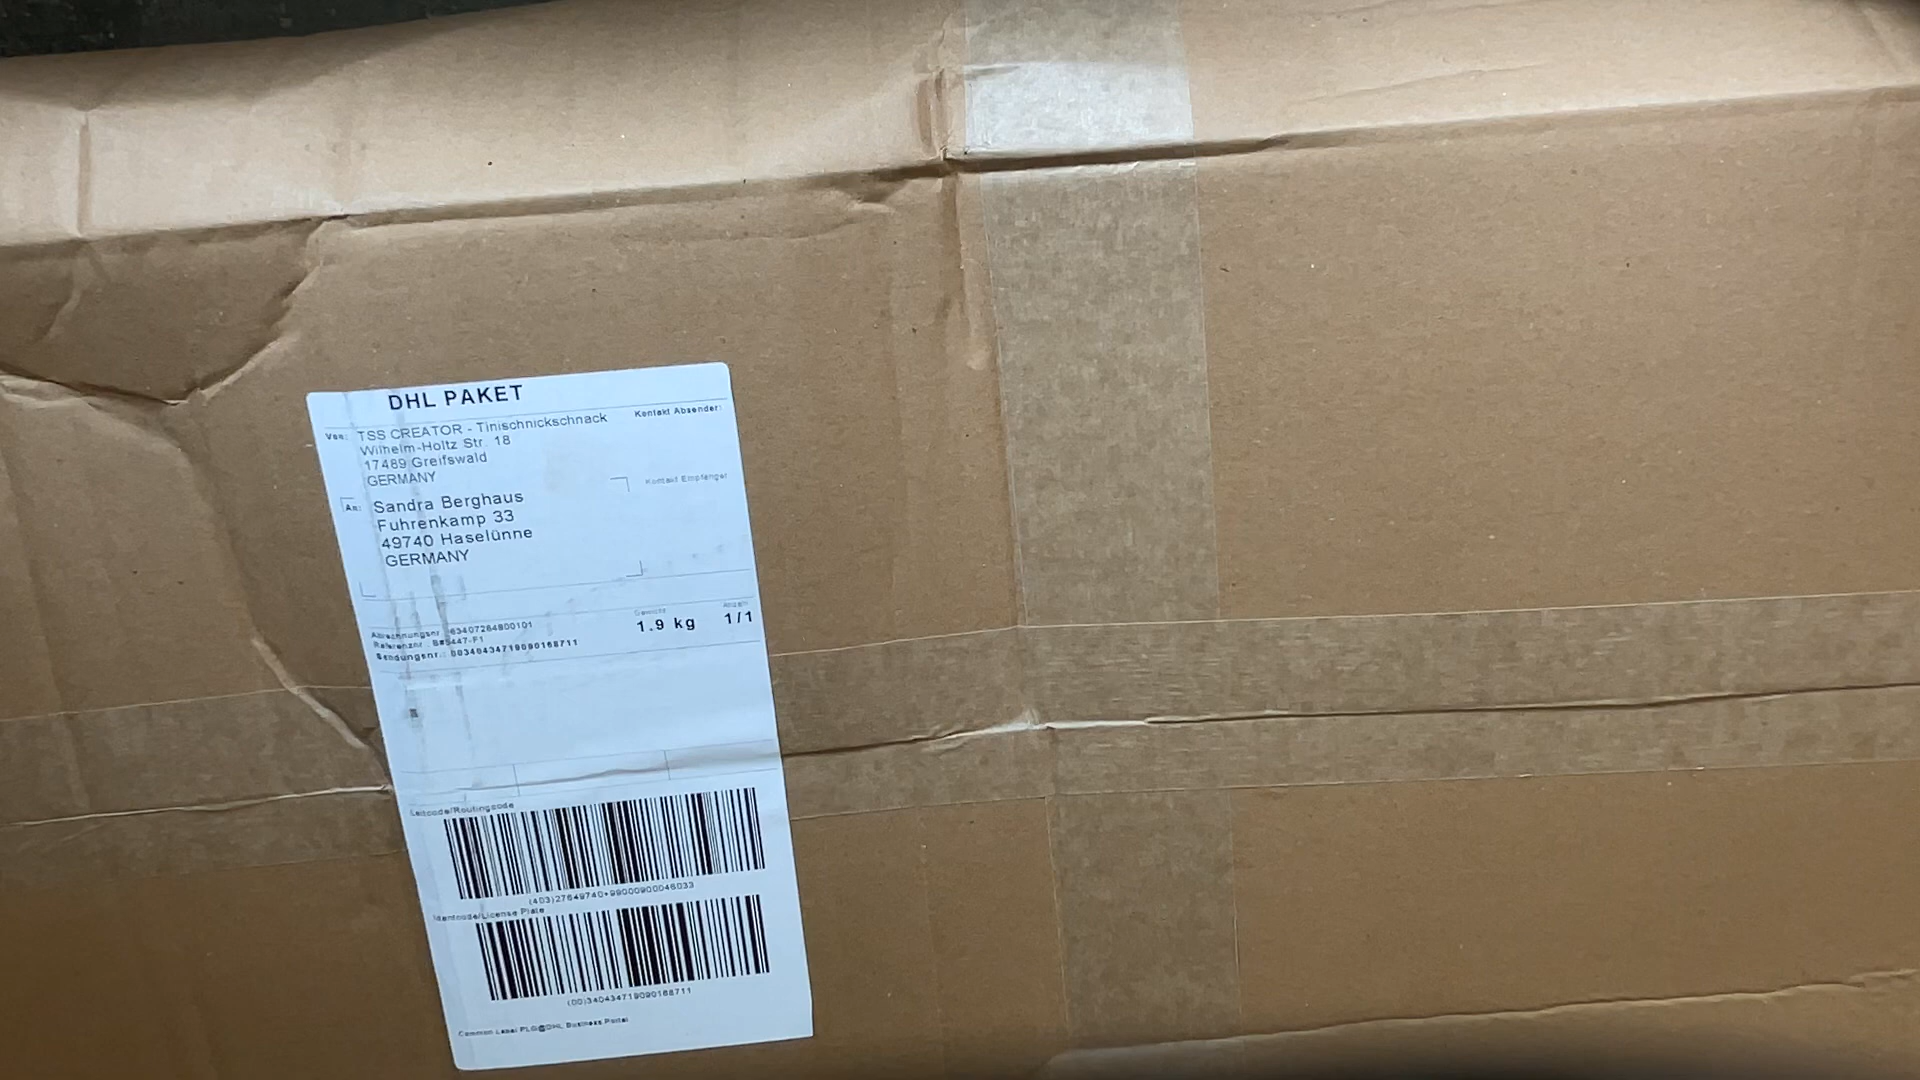 DHL PAKET
Von: TSS CREATOR - Tinischnickschnack
Kontakt Absender:
Wilhelm-Holtz Str. 18
17489 Greifswald
GERMANY
Kontakt Empfänger
An: Sandra Berghaus
Fuhrenkamp 33
49740 Haselünne
GERMANY
Gewicht
Anzahl
1.9 kg
1/1
Abrechnungsnr.: 63407264800101
Referenznr.:
Sendungsnr.: 00340434719090168711
Leitcode/Routingcode
(403)27649740+99000900046033
Identcode/License Plate
(00)340434719090168711
Common Label PLG@DHL Business Portal